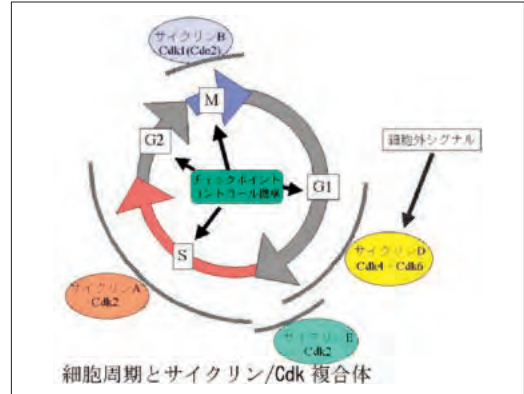 サイクリンB
Cdk1(Cdc2)
M
G2
細胞外シグナル
チェックポイント
コントロール機構
G1
S
サイクリンD
Cdk4・Cdk6
サイクリンA
Cdk2
サイクリンE
Cdk2
細胞周期とサイクリン/Cdk 複合体